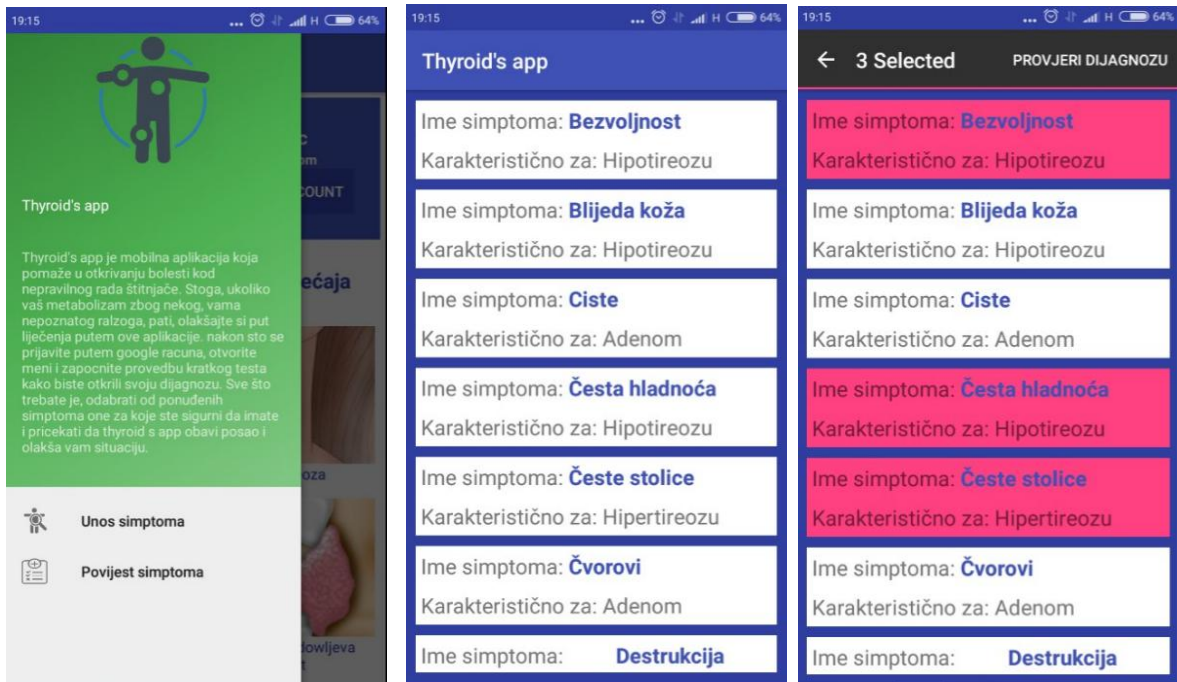 19:15
... H 64%
Thyroid's app
Thyroid's app je mobilna aplikacija koja
pomaže u otkrivanju bolesti kod
nepravilnog rada štitnjače. Stoga, ukoliko
vaš metabolizam zbog nekog, vama
nepoznatog ralzoga, pati, olakšajte si put
liječenja putem ove aplikacije. nakon sto se
prijavite putem google racuna, otvorite
meni i zapocnite provedbu kratkog testa
kako biste otkrili svoju dijagnozu. Sve što
trebate je, odabrati od ponuđenih
simptoma one za koje ste sigurni da imate
i pricekati da thyroid s app obavi posao i
olakša vam situaciju.
Unos simptoma
Povijest simptoma
COUNT
ećaja
oza
19:15
... H 64%
Thyroid's app
Ime simptoma: Bezvoljnost
Karakteristično za: Hipotireozu
Ime simptoma: Blijeda koža
Karakteristično za: Hipotireozu
Ime simptoma: Ciste
Karakteristično za: Adenom
Ime simptoma: Česta hladnoća
Karakteristično za: Hipotireozu
Ime simptoma: Česte stolice
Karakteristično za: Hipertireozu
Ime simptoma: Čvorovi
Karakteristično za: Adenom
Ime simptoma: Destrukcija
19:15
... H 64%
3 Selected PROVJERI DIJAGNOZU
Ime simptoma: Bezvoljnost
Karakteristično za: Hipotireozu
Ime simptoma: Blijeda koža
Karakteristično za: Hipotireozu
Ime simptoma: Ciste
Karakteristično za: Adenom
Ime simptoma: Česta hladnoća
Karakteristično za: Hipotireozu
Ime simptoma: Česte stolice
Karakteristično za: Hipertireozu
Ime simptoma: Čvorovi
Karakteristično za: Adenom
Ime simptoma: Destrukcija